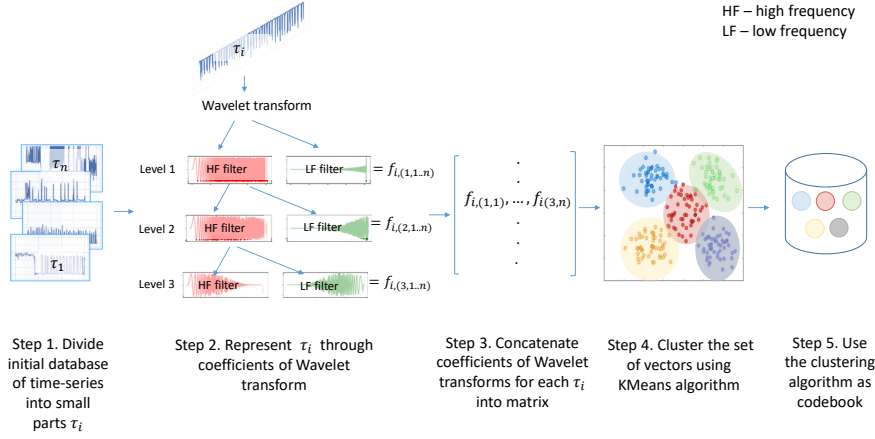 HF – high frequency
LF – low frequency
τi
Wavelet transform
τn
τ1
Level 1
HF filter
LF filter
= fi,(1,1..n)
Level 2
HF filter
LF filter
= fi,(2,1..n)
Level 3
HF filter
LF filter
= fi,(3,1..n)
.
.
fi,(1,1), …, fi(3,n)
.
.
.
.
Step 1. Divide
initial database
of time-series
into small
parts τi
Step 2. Represent τi through
coefficients of Wavelet
transform
Step 3. Concatenate
coefficients of Wavelet
transforms for each τi
into matrix
Step 4. Cluster the set
of vectors using
KMeans algorithm
Step 5. Use
the clustering
algorithm as
codebook